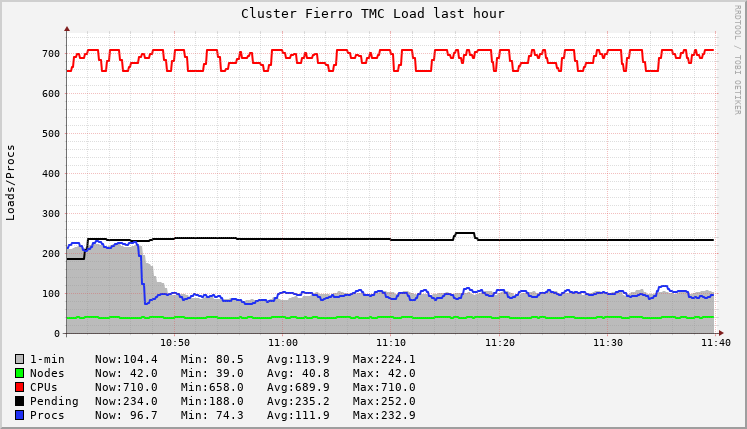 Cluster Fierro TMC Load last hour
RRDTOOL / TOBI OETIKER
Loads/Procs
700
600
500
400
300
200
100
0
10:50 11:00 11:10 11:20 11:30 11:40
1-min Now:104.4 Min: 80.5 Avg:113.9 Max:224.1
Nodes Now: 42.0 Min: 39.0 Avg: 40.8 Max: 42.0
CPUs Now:710.0 Min:658.0 Avg:689.9 Max:710.0
Pending Now:234.0 Min:188.0 Avg:235.2 Max:252.0
Procs Now: 96.7 Min: 74.3 Avg:111.9 Max:232.9